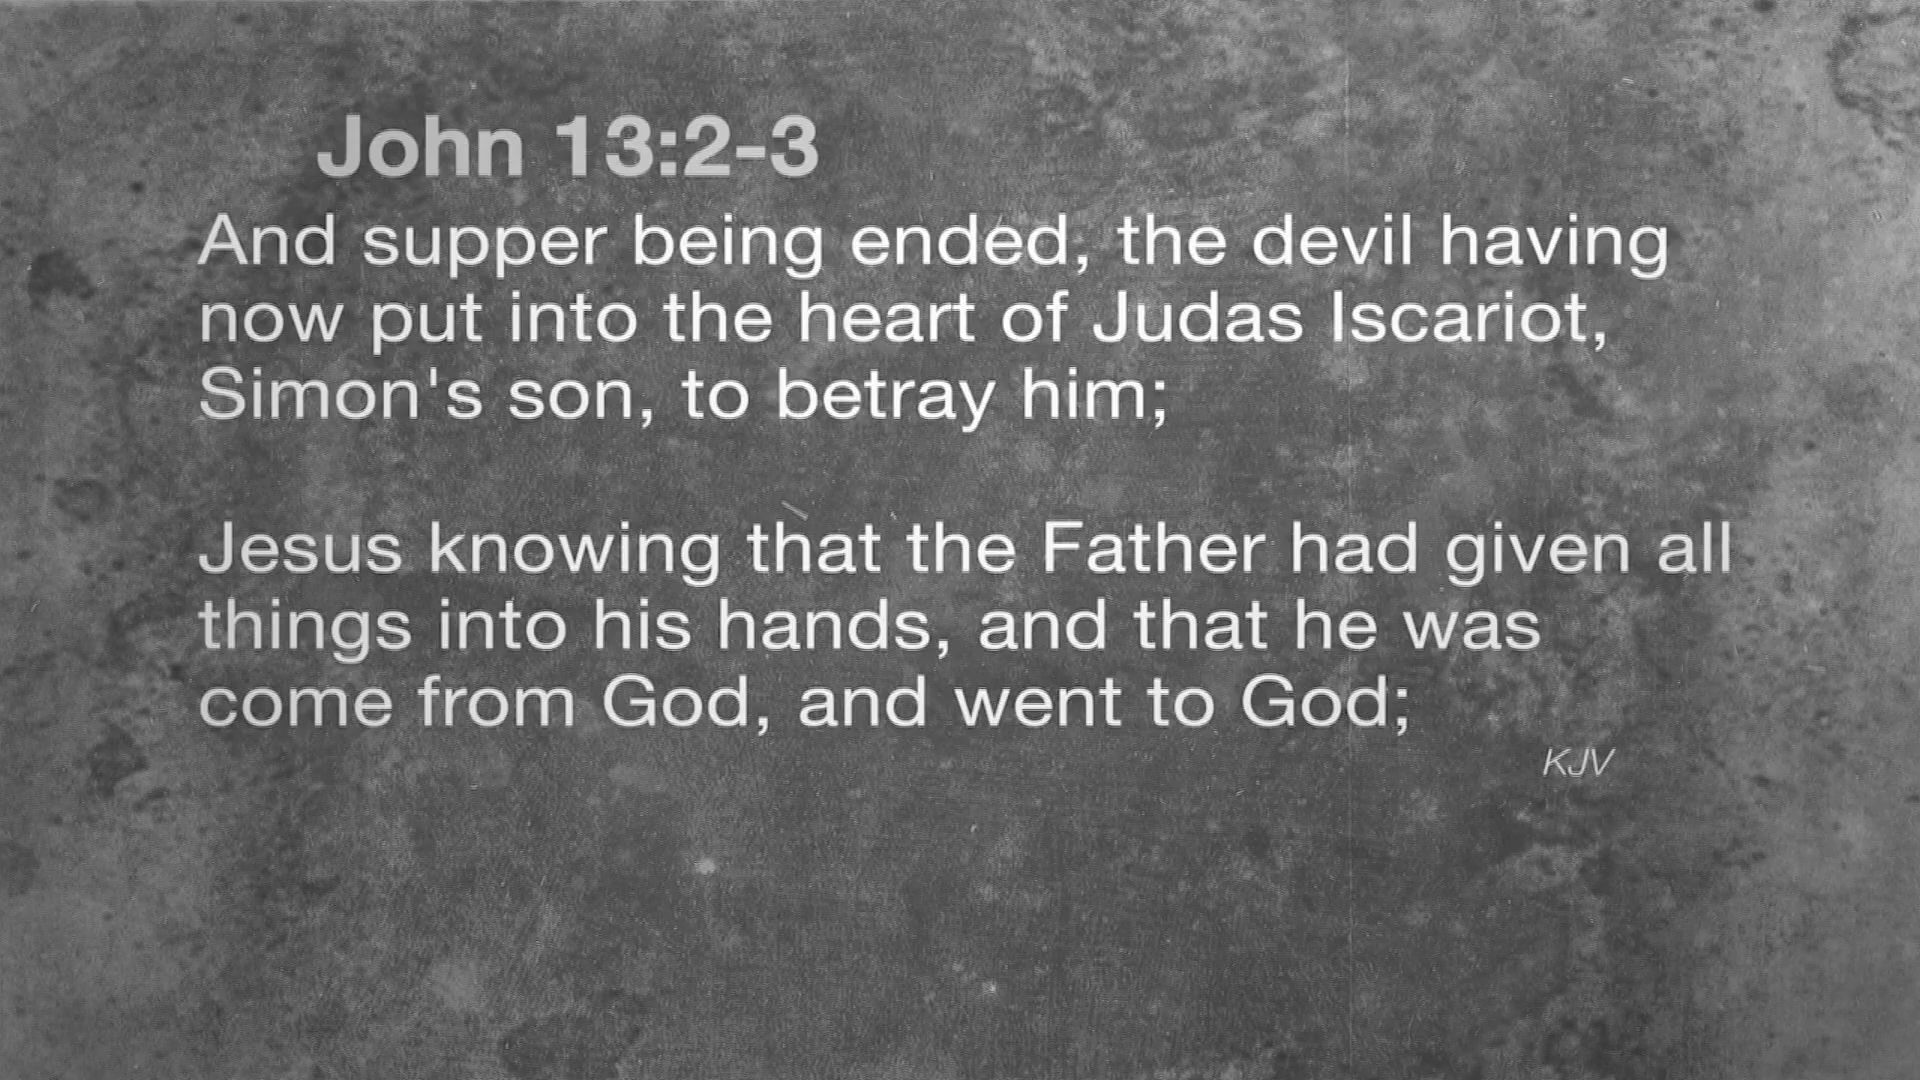 John 13:2-3
And supper being ended, the devil having
now put into the heart of Judas Iscariot,
Simon's son, to betray him;
Jesus knowing that the Father had given all
things into his hands, and that he was
come from God, and went to God;
KJV